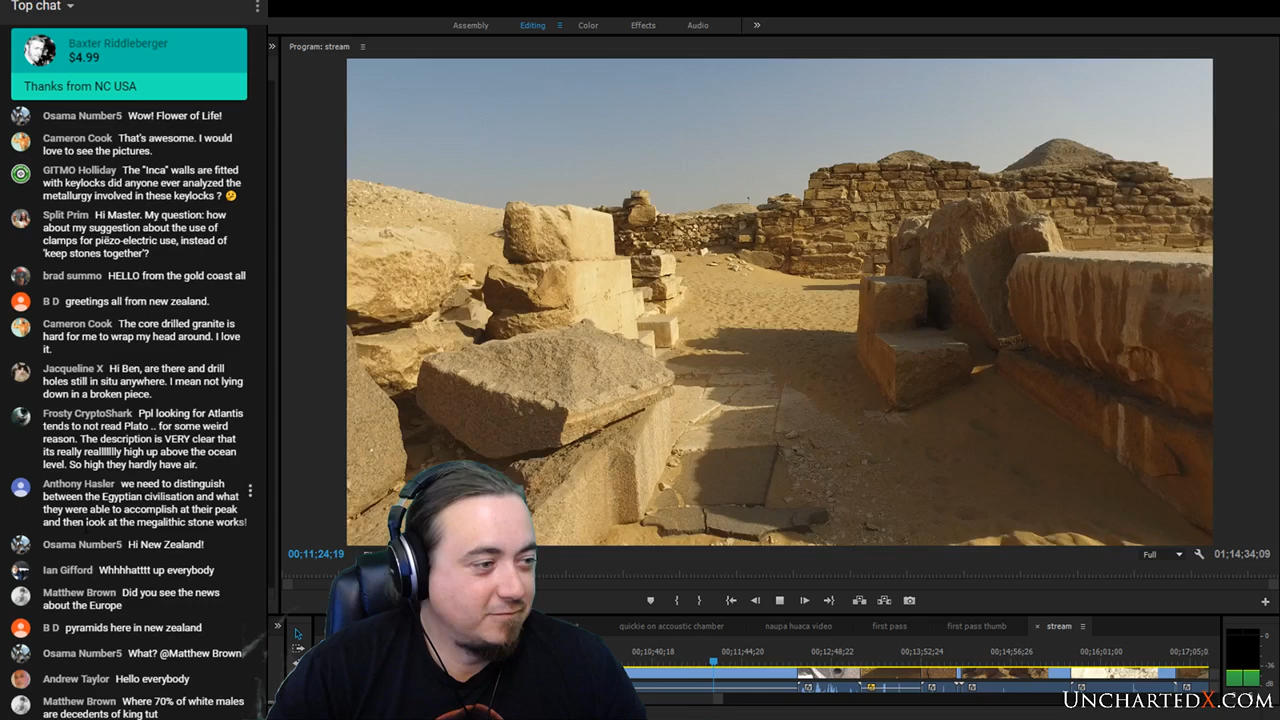 Top chat
Baxter Riddleberger
$4.99
Thanks from NC USA
Osama Number5 Wow! Flower of Life!
Cameron Cook That's awesome. I would
love to see the pictures.
GITMO Holliday The "Inca" walls are fitted
with keylocks did anyone ever analyzed the
metallurgy involved in these keylocks ? 🤔
Split Prim Hi Master. My question: how
about my suggestion about the use of
clamps for piëzo-electric use, instead of
'keep stones together'?
brad summo HELLO from the gold coast all
B D greetings all from new zealand.
Cameron Cook The core drilled granite is
hard for me to wrap my head around. I love
it.
Jacqueline X Hi Ben, are there and drill
holes still in situ anywhere. I mean not lying
down in a broken piece.
Frosty CryptoShark Ppl looking for Atlantis
tends to not read Plato .. for some weird
reason. The description is VERY clear that
its really realllllllly high up above the ocean
level. So high they hardly have air.
Anthony Hasler we need to distinguish
between the Egyptian civilisation and what
they were able to accomplish at their peak
and then iook at the megalithic stone works!
Osama Number5 Hi New Zealand!
Ian Gifford Whhhhatttt up everybody
Matthew Brown Did you see the news
about the Europe
B D pyramids here in new zealand
Osama Number5 What? @Matthew Brown
Andrew Taylor Hello everybody
Matthew Brown Where 70% of white males
are decedents of king tut
Assembly Editing Color Effects Audio
Program: stream
00;11;24;19
Full
01;14;34;09
quickie on accoustic chamber naupa huaca video first pass first pass thumb × stream
00;10;40;18 00;11;44;20 00;12;48;22 00;13;52;24 00;14;56;26 00;16;01;00 00;17;05;0
0
-36
dB
UNCHARTEDX.COM